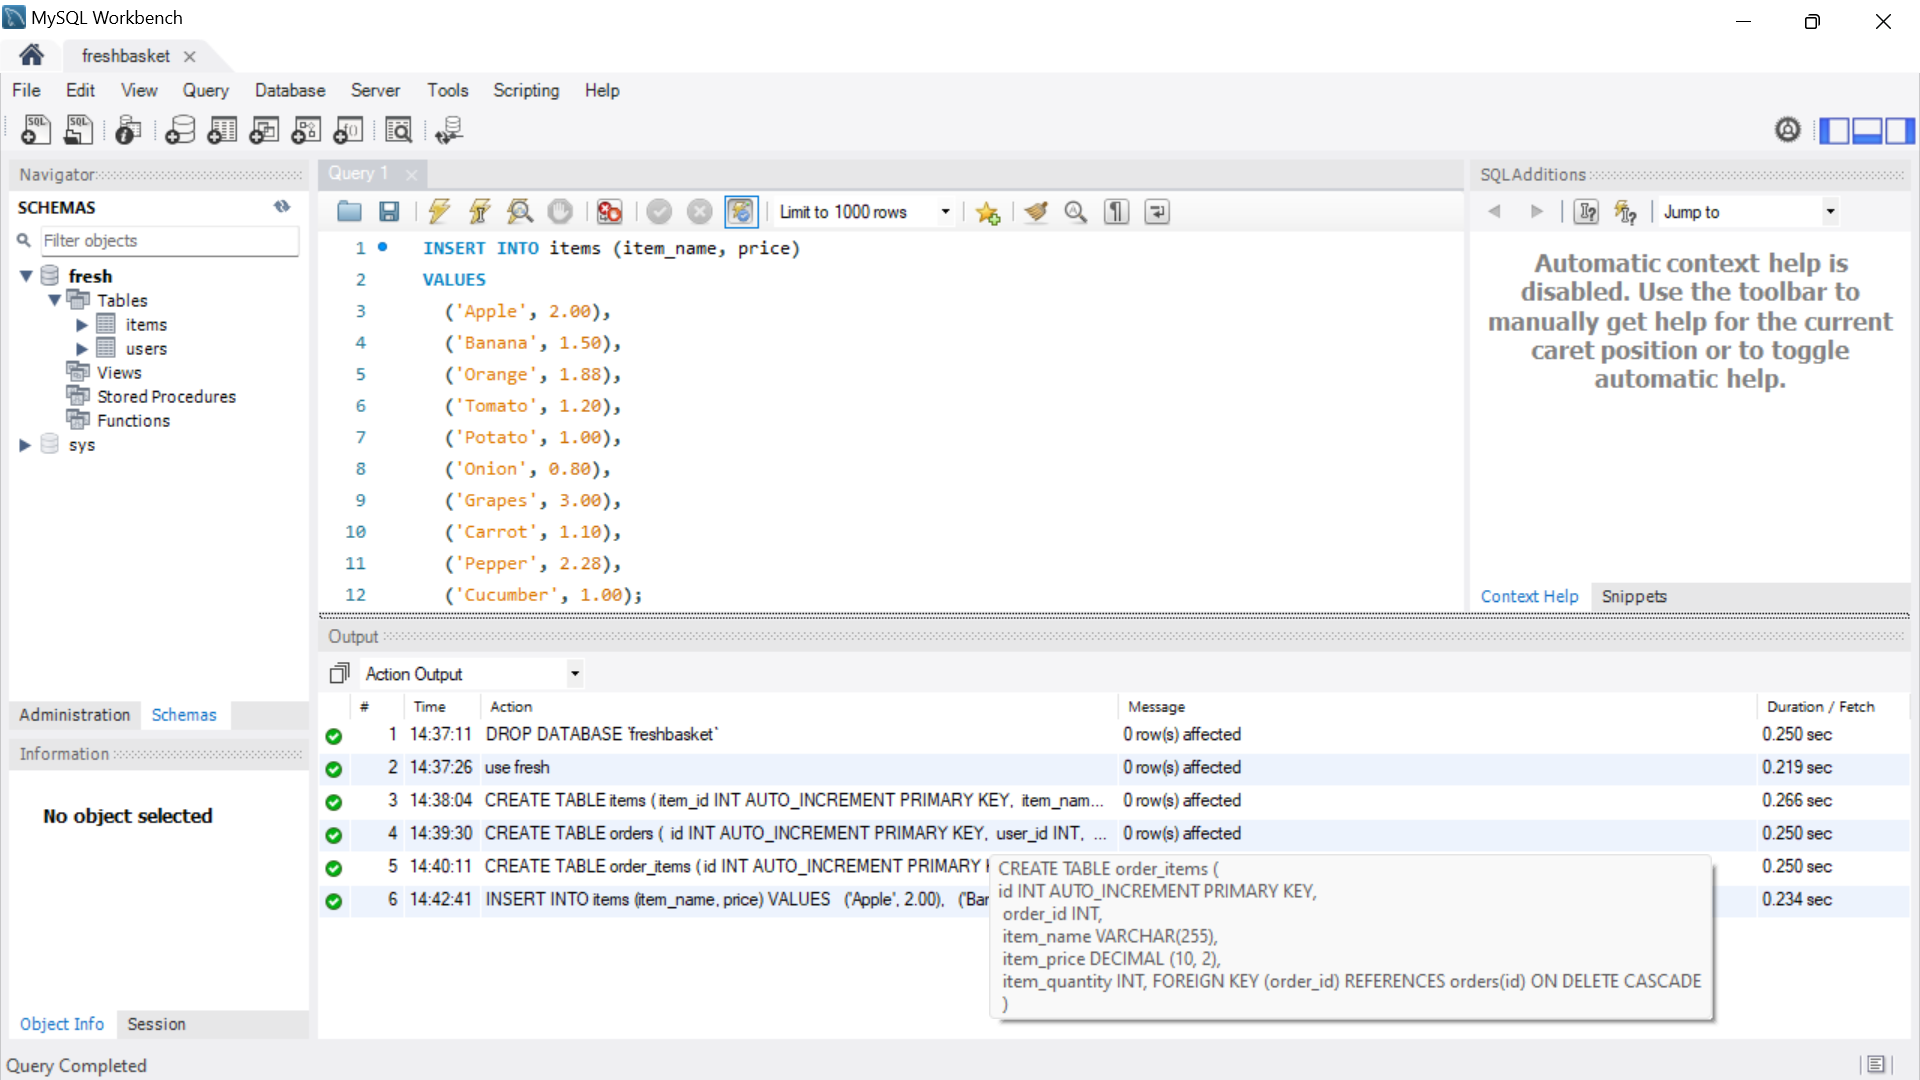 MySQL Workbench
freshbasket
File Edit View Query Database Server Tools Scripting Help
Navigator
SCHEMAS
Filter objects
fresh
Tables
items
users
Views
Stored Procedures
Functions
sys
Administration Schemas
Information
No object selected
Object Info Session
Query 1
Limit to 1000 rows
1 INSERT INTO items (item_name, price)
2 VALUES
3 ('Apple', 2.00),
4 ('Banana', 1.50),
5 ('Orange', 1.88),
6 ('Tomato', 1.20),
7 ('Potato', 1.00),
8 ('Onion', 0.80),
9 ('Grapes', 3.00),
10 ('Carrot', 1.10),
11 ('Pepper', 2.28),
12 ('Cucumber', 1.00);
SQLAdditions
Jump to
Automatic context help is
disabled. Use the toolbar to
manually get help for the current
caret position or to toggle
automatic help.
Context Help Snippets
Output
Action Output
# Time Action Message Duration / Fetch
1 14:37:11 DROP DATABASE `freshbasket` 0 row(s) affected 0.250 sec
2 14:37:26 use fresh 0 row(s) affected 0.219 sec
3 14:38:04 CREATE TABLE items ( item_id INT AUTO_INCREMENT PRIMARY KEY, item_nam... 0 row(s) affected 0.266 sec
4 14:39:30 CREATE TABLE orders ( id INT AUTO_INCREMENT PRIMARY KEY, user_id INT, ... 0 row(s) affected 0.250 sec
5 14:40:11 CREATE TABLE order_items ( id INT AUTO_INCREMENT PRIMARY 0.250 sec
6 14:42:41 INSERT INTO items (item_name, price) VALUES ('Apple', 2.00), ('Bar 0.234 sec
CREATE TABLE order_items (
id INT AUTO_INCREMENT PRIMARY KEY,
order_id INT,
item_name VARCHAR(255),
item_price DECIMAL (10, 2),
item_quantity INT, FOREIGN KEY (order_id) REFERENCES orders(id) ON DELETE CASCADE
)
Query Completed